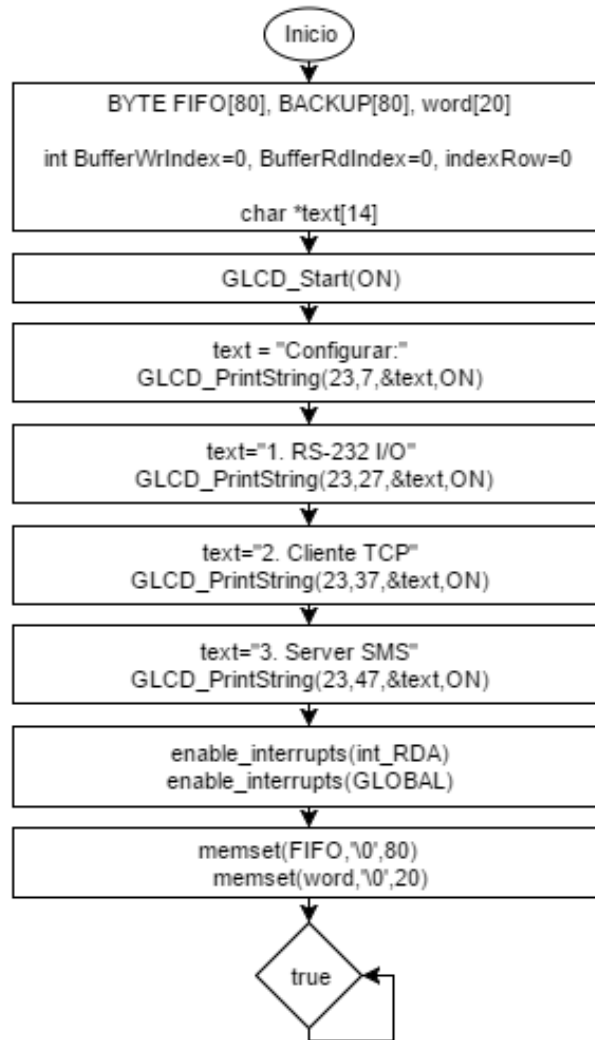 Inicio
BYTE FIFO[80], BACKUP[80], word[20]
int BufferWrIndex=0, BufferRdIndex=0, indexRow=0
char *text[14]
GLCD_Start(ON)
text = "Configurar:"
GLCD_PrintString(23,7,&text,ON)
text="1. RS-232 I/O"
GLCD_PrintString(23,27,&text,ON)
text="2. Cliente TCP"
GLCD_PrintString(23,37,&text,ON)
text="3. Server SMS"
GLCD_PrintString(23,47,&text,ON)
enable_interrupts(int_RDA)
enable_interrupts(GLOBAL)
memset(FIFO,'\0',80)
memset(word,'\0',20)
true